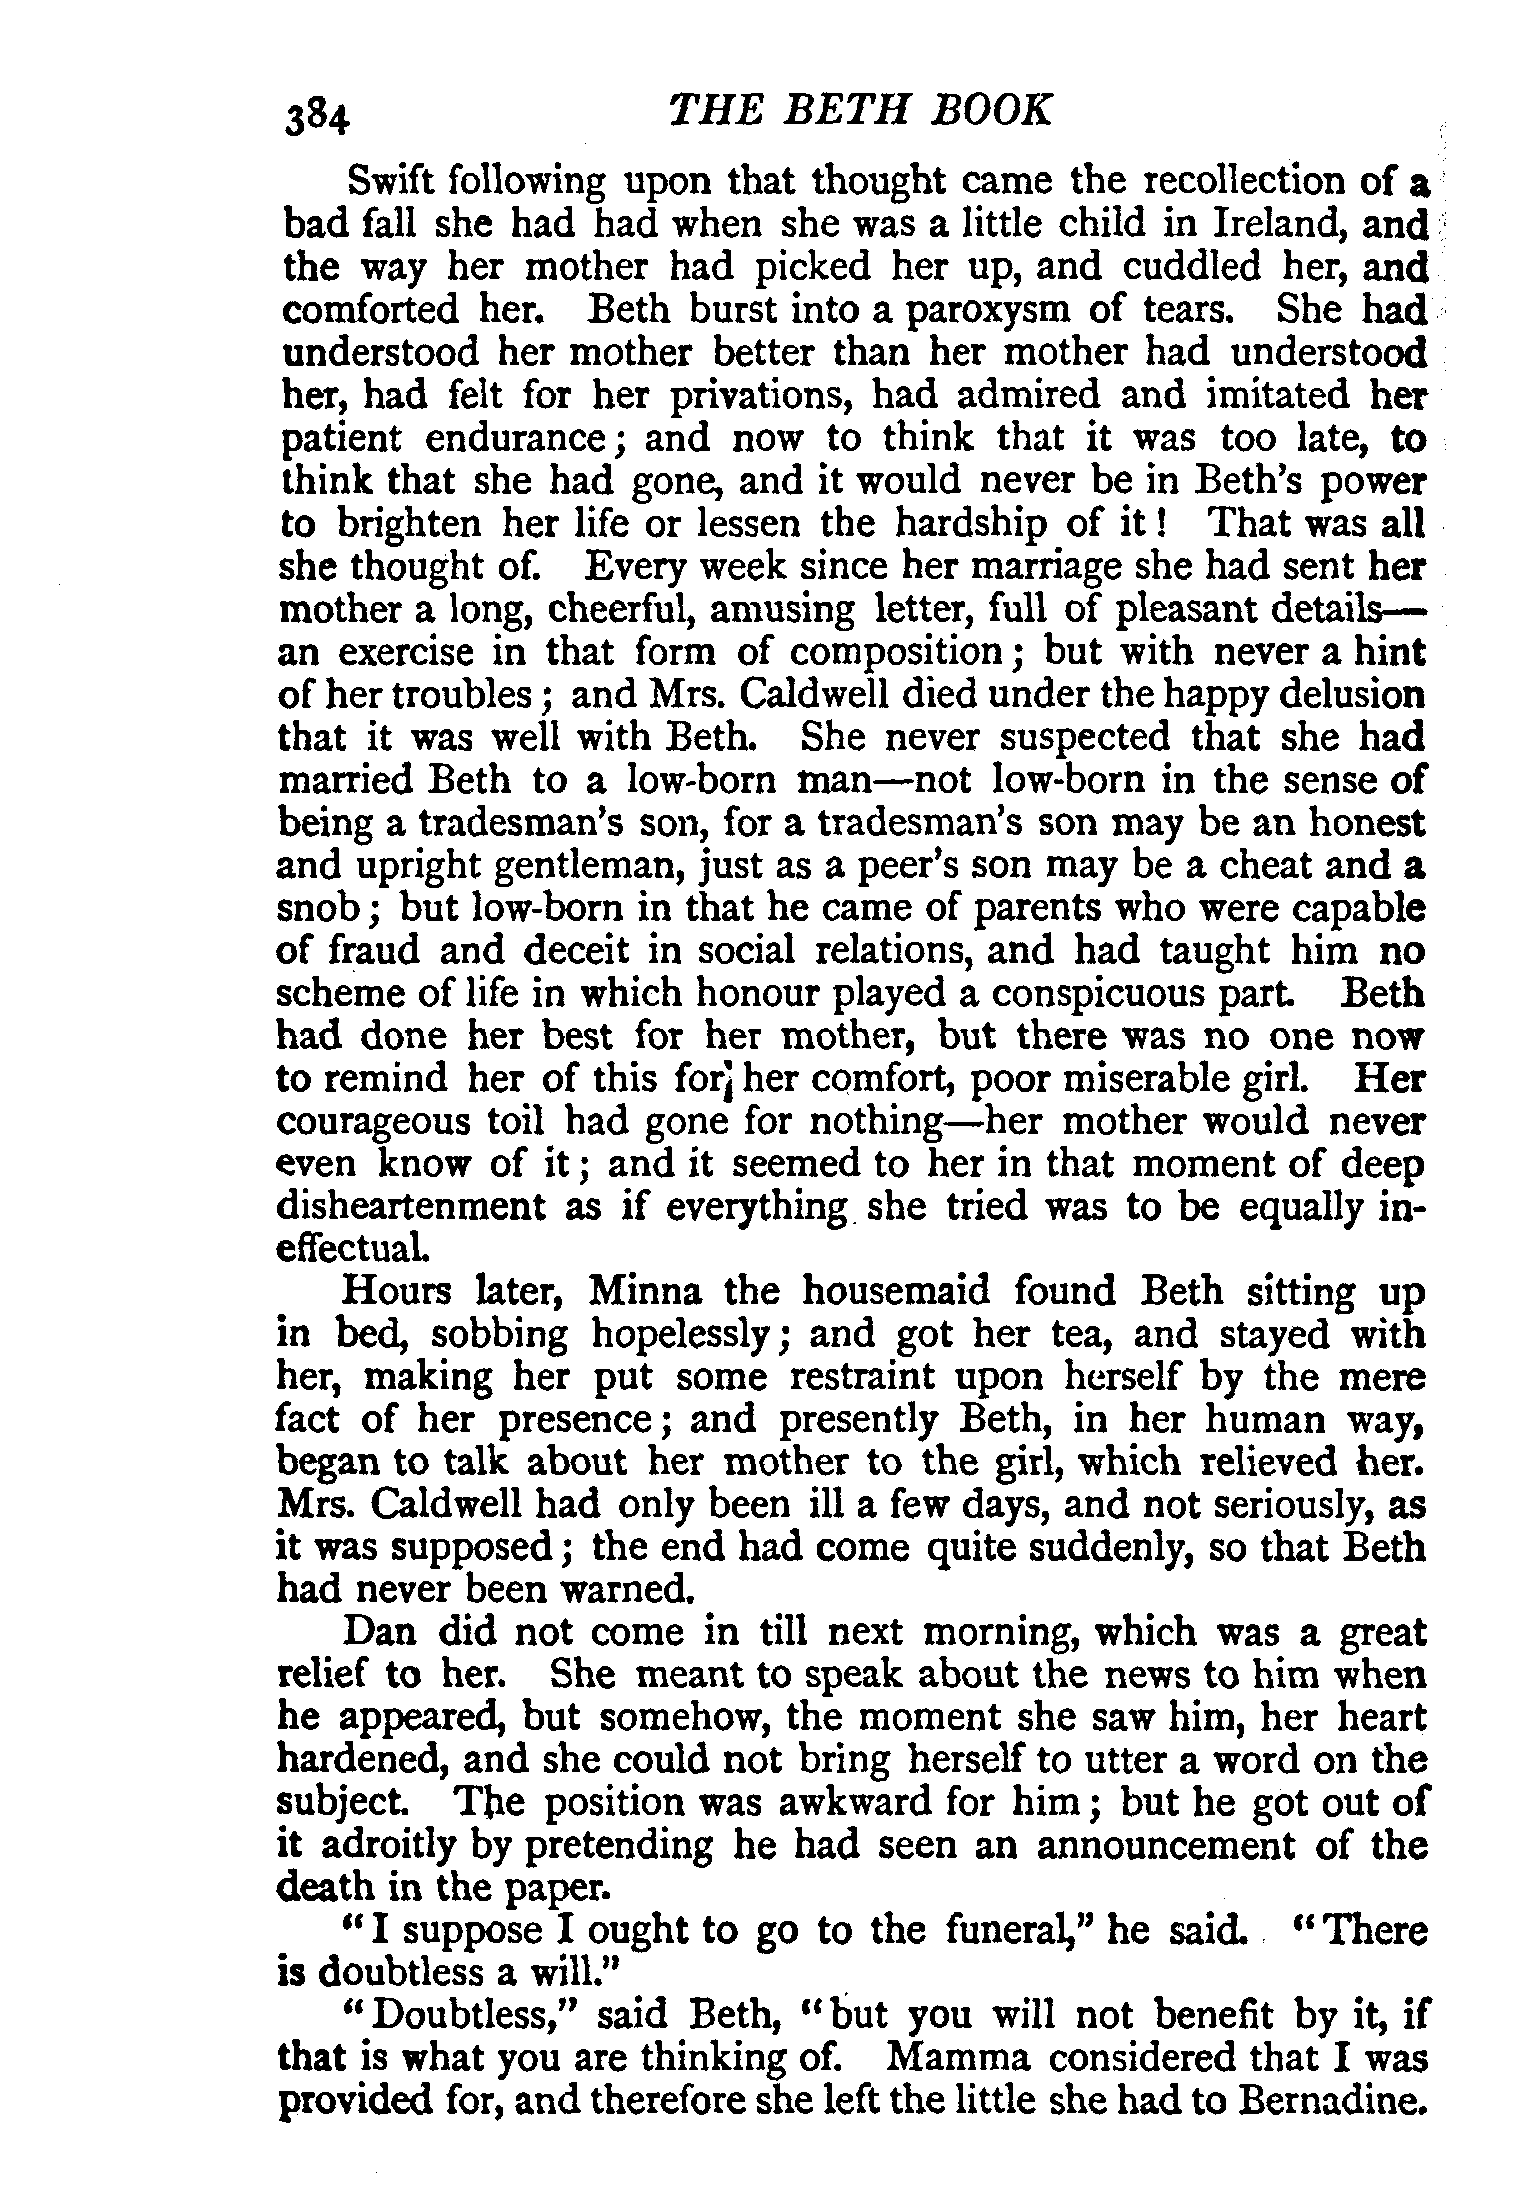 384 THE BETH BOOK
Swift following upon that thought came the recollection of a
bad fall she had had when she was a little child in Ireland, and
the way her mother had picked her up, and cuddled her, and
comforted her. Beth burst into a paroxysm of tears. She had
understood her mother better than her mother had understood
her, had felt for her privations, had admired and imitated her
patient endurance; and now to think that it was too late, to
think that she had gone, and it would never be in Beth's power
to brighten her life or lessen the hardship of it! That was all
she thought of. Every week since her marriage she had sent her
mother a long, cheerful, amusing letter, full of pleasant details—
an exercise in that form of composition; but with never a hint
of her troubles; and Mrs. Caldwell died under the happy delusion
that it was well with Beth. She never suspected that she had
married Beth to a low-born man—not low-born in the sense of
being a tradesman's son, for a tradesman's son may be an honest
and upright gentleman, just as a peer's son may be a cheat and a
snob; but low-born in that he came of parents who were capable
of fraud and deceit in social relations, and had taught him no
scheme of life in which honour played a conspicuous part. Beth
had done her best for her mother, but there was no one now
to remind her of this for her comfort, poor miserable girl. Her
courageous toil had gone for nothing—her mother would never
even know of it; and it seemed to her in that moment of deep
disheartenment as if everything she tried was to be equally in-
effectual.
Hours later, Minna the housemaid found Beth sitting up
in bed, sobbing hopelessly; and got her tea, and stayed with
her, making her put some restraint upon herself by the mere
fact of her presence; and presently Beth, in her human way,
began to talk about her mother to the girl, which relieved her.
Mrs. Caldwell had only been ill a few days, and not seriously, as
it was supposed; the end had come quite suddenly, so that Beth
had never been warned.
Dan did not come in till next morning, which was a great
relief to her. She meant to speak about the news to him when
he appeared, but somehow, the moment she saw him, her heart
hardened, and she could not bring herself to utter a word on the
subject. The position was awkward for him; but he got out of
it adroitly by pretending he had seen an announcement of the
death in the paper.
"I suppose I ought to go to the funeral," he said. "There
is doubtless a will."
"Doubtless," said Beth, "but you will not benefit by it, if
that is what you are thinking of. Mamma considered that I was
provided for, and therefore she left the little she had to Bernadine.